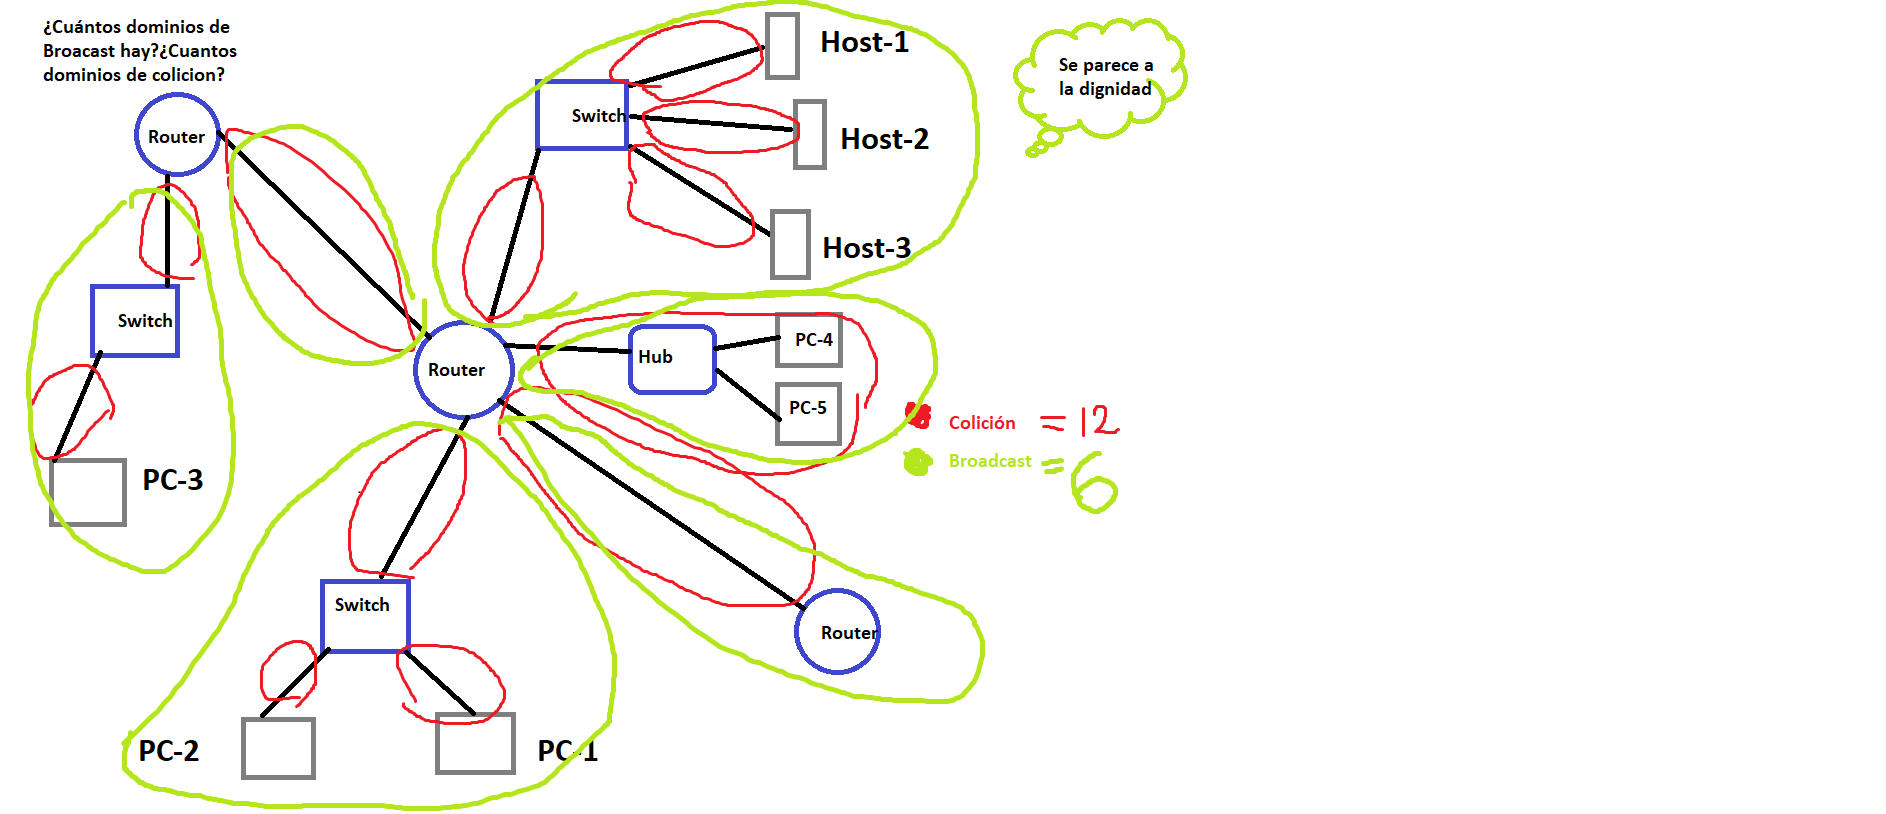 ¿Cuántos dominios de
Broacast hay?¿Cuantos
dominios de colicion?
Router
Switch
PC-3
Switch
Host-1
Host-2
Host-3
Se parece a
la dignidad
Router
Hub
PC-4
PC-5
Colición = 12
Broadcast = 6
Switch
PC-2
PC-1
Router